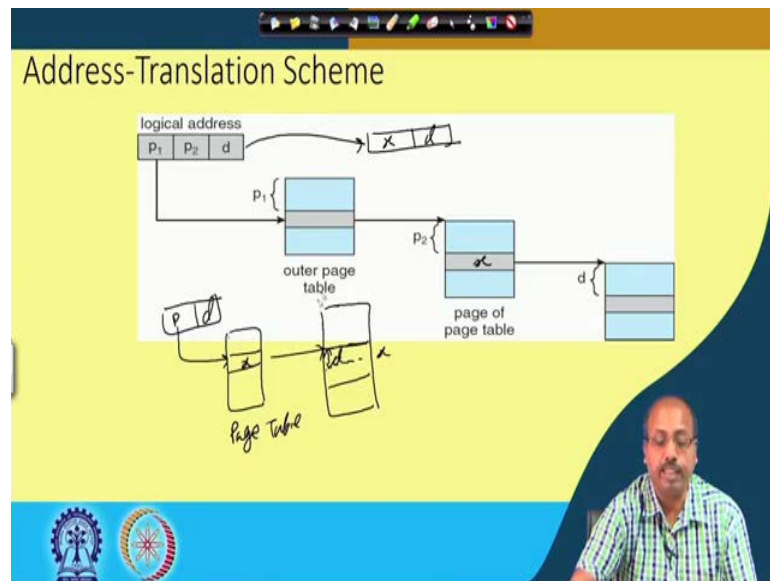 Address-Translation Scheme
logical address
p₁ p₂ d
x d
p₁
outer page
table
p₂
x
page of
page table
d
p d
x
Page Table
d
x